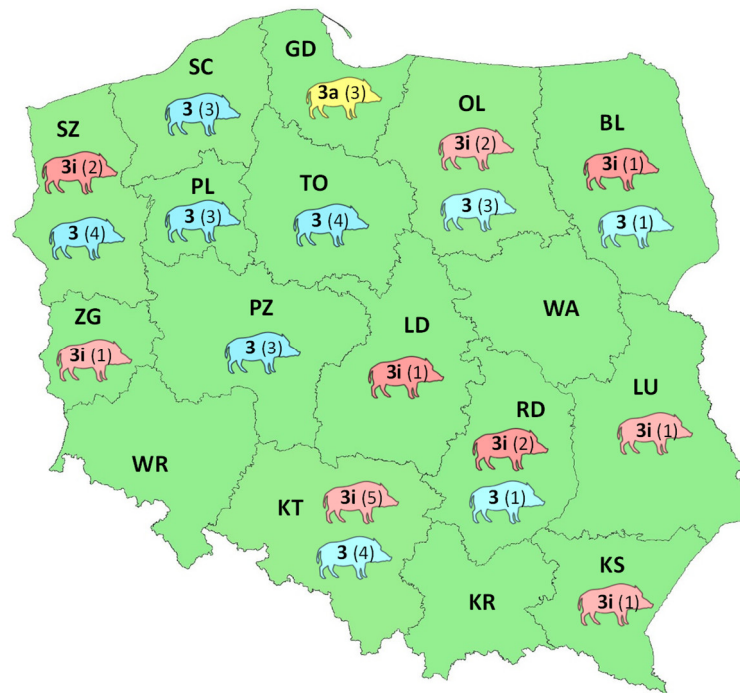 GD
SC
3a (3)
OL
3 (3)
BL
SZ
3i (2)
3i (1)
3i (2)
PL
TO
3 (3)
3 (4)
3 (3)
3 (1)
3 (4)
PZ
WA
ZG
LD
3i (1)
3 (3)
3i (1)
LU
RD
3i (1)
3i (2)
WR
3i (5)
KT
3 (1)
3 (4)
KS
KR
3i (1)